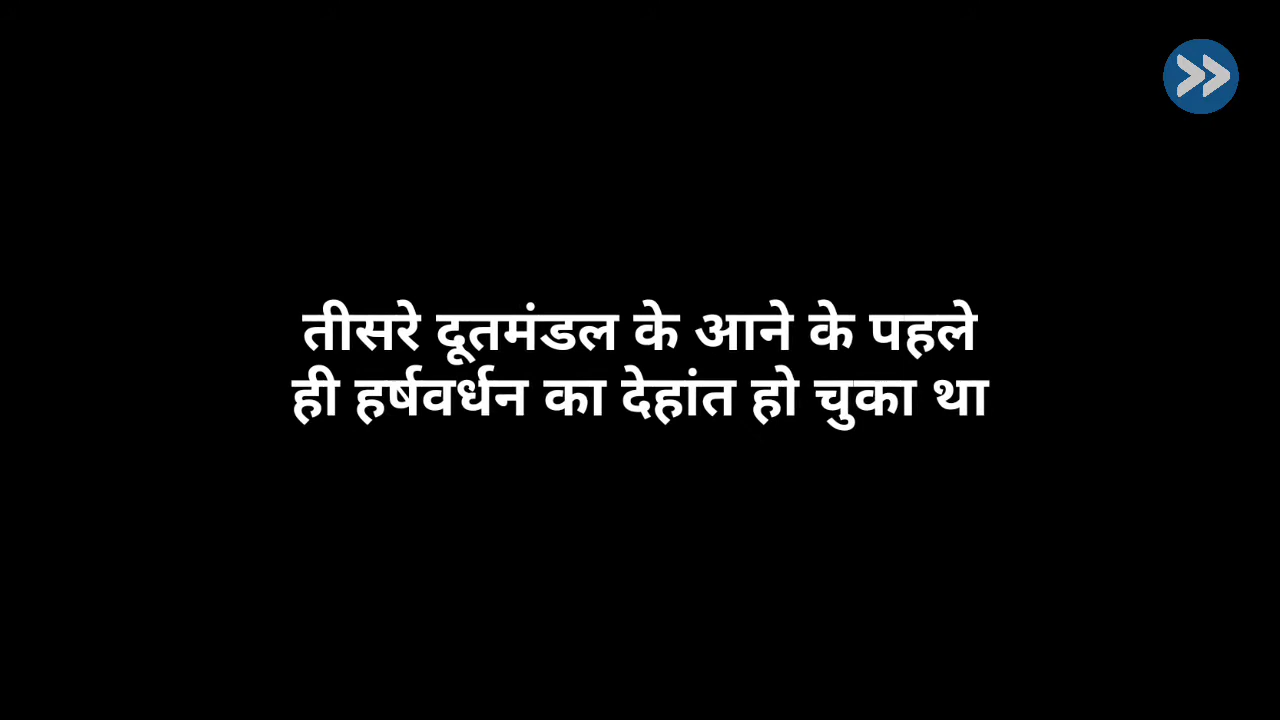 तीसरे दूतमंडल के आने के पहले
ही हर्षवर्धन का देहांत हो चुका था